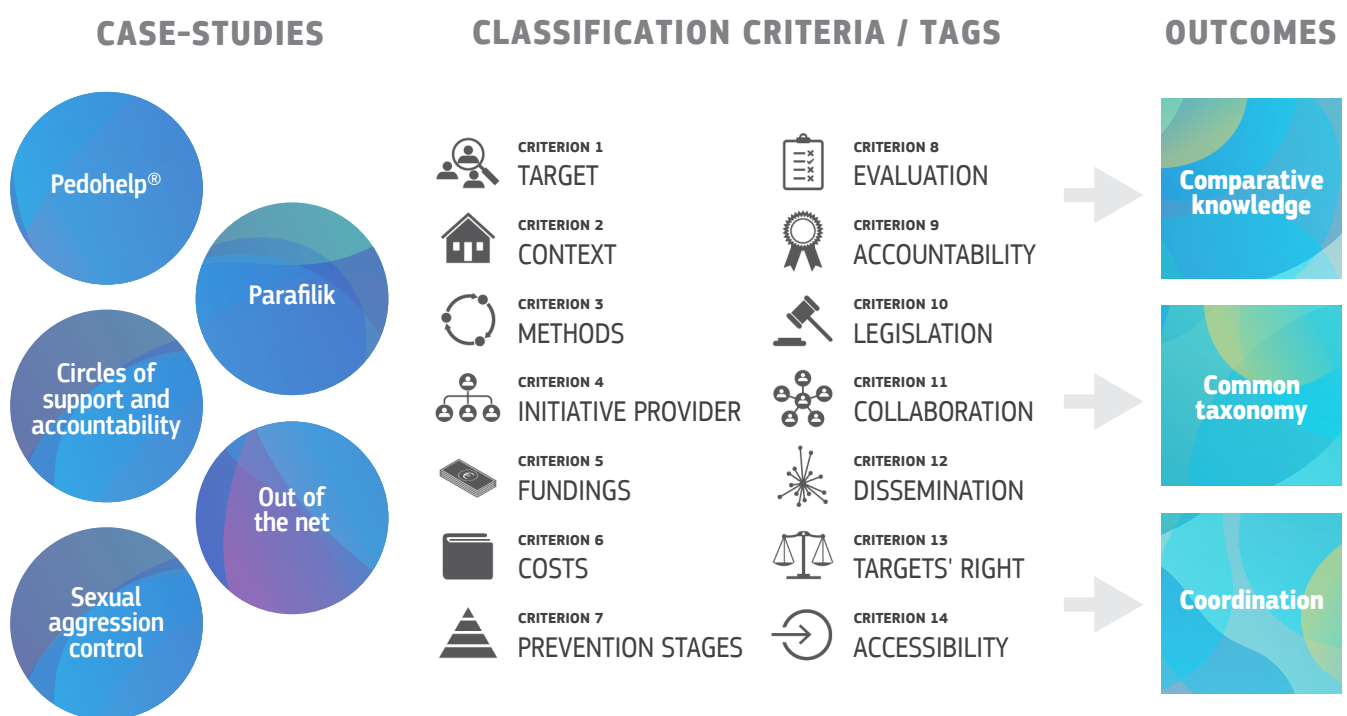 CASE-STUDIES
CLASSIFICATION CRITERIA / TAGS
OUTCOMES
Pedohelp®
Parafilik
Circles of
support and
accountability
Out of
the net
Sexual
aggression
control
CRITERION 1
TARGET
CRITERION 2
CONTEXT
CRITERION 3
METHODS
CRITERION 4
INITIATIVE PROVIDER
CRITERION 5
FUNDINGS
CRITERION 6
COSTS
CRITERION 7
PREVENTION STAGES
CRITERION 8
EVALUATION
CRITERION 9
ACCOUNTABILITY
CRITERION 10
LEGISLATION
CRITERION 11
COLLABORATION
CRITERION 12
DISSEMINATION
CRITERION 13
TARGETS' RIGHT
CRITERION 14
ACCESSIBILITY
Comparative
knowledge
Common
taxonomy
Coordination